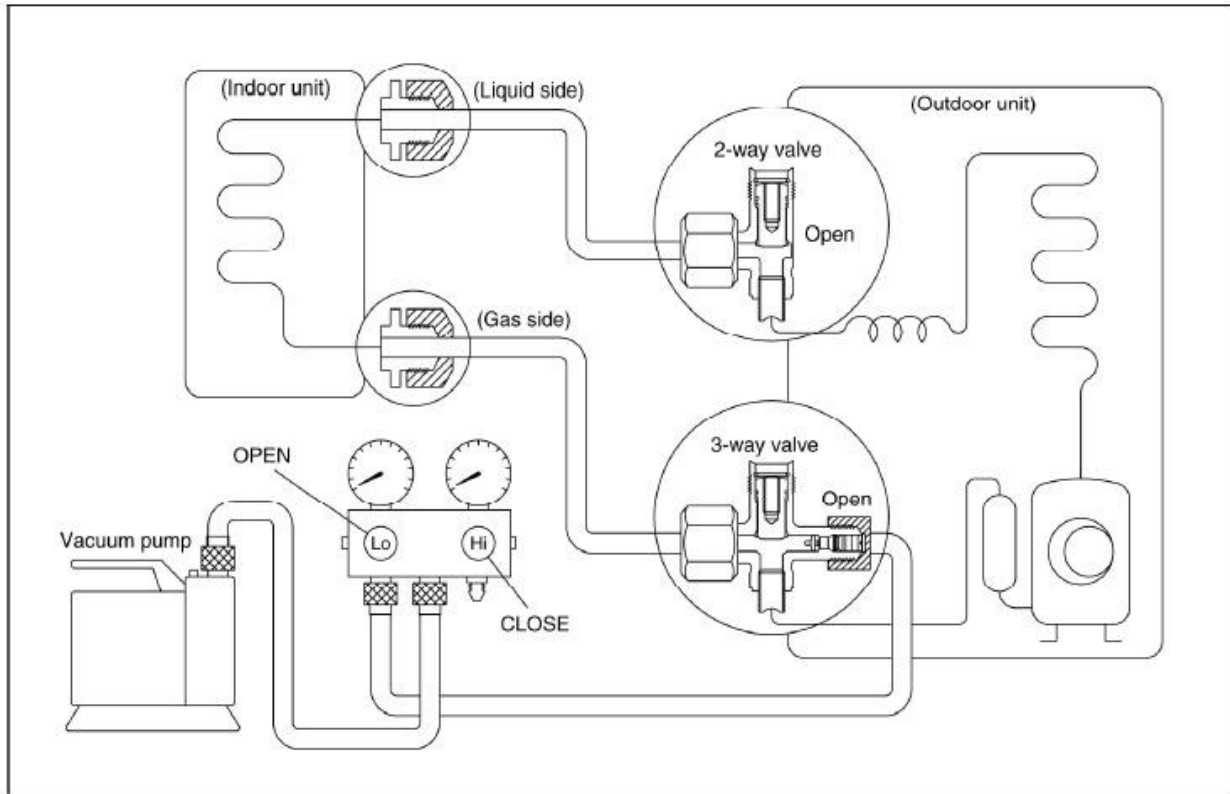 (Indoor unit)
(Liquid side)
(Outdoor unit)
2-way valve
Open
(Gas side)
3-way valve
Open
OPEN
Lo
Hi
CLOSE
Vacuum pump